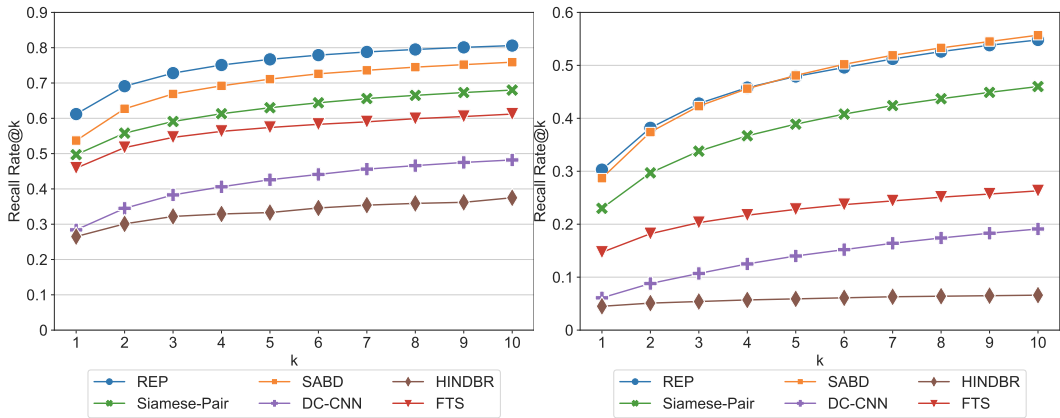 0.9
0.8
0.7
0.6
0.5
0.4
0.3
0.2
0.1
0
Recall Rate@k
1 2 3 4 5 6 7 8 9 10
k
REP SABD HINDBR
Siamese-Pair DC-CNN FTS
0.6
0.5
0.4
0.3
0.2
0.1
0
Recall Rate@k
1 2 3 4 5 6 7 8 9 10
k
REP SABD HINDBR
Siamese-Pair DC-CNN FTS